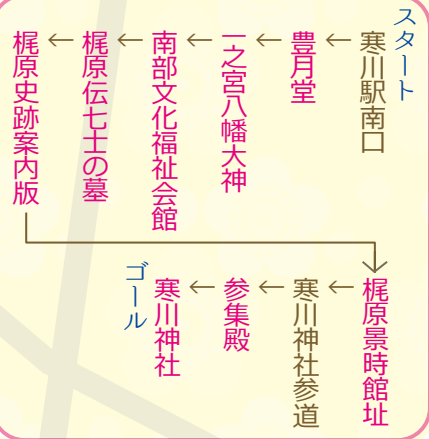 スタート
寒川駅南口
←
豊月堂
←
一之宮八幡大神
←
南部文化福祉会館
←
梶原伝七士の墓
←
梶原史跡案内版
梶原景時館址
←
寒川神社参道
←
参集殿
←
寒川神社
ゴール